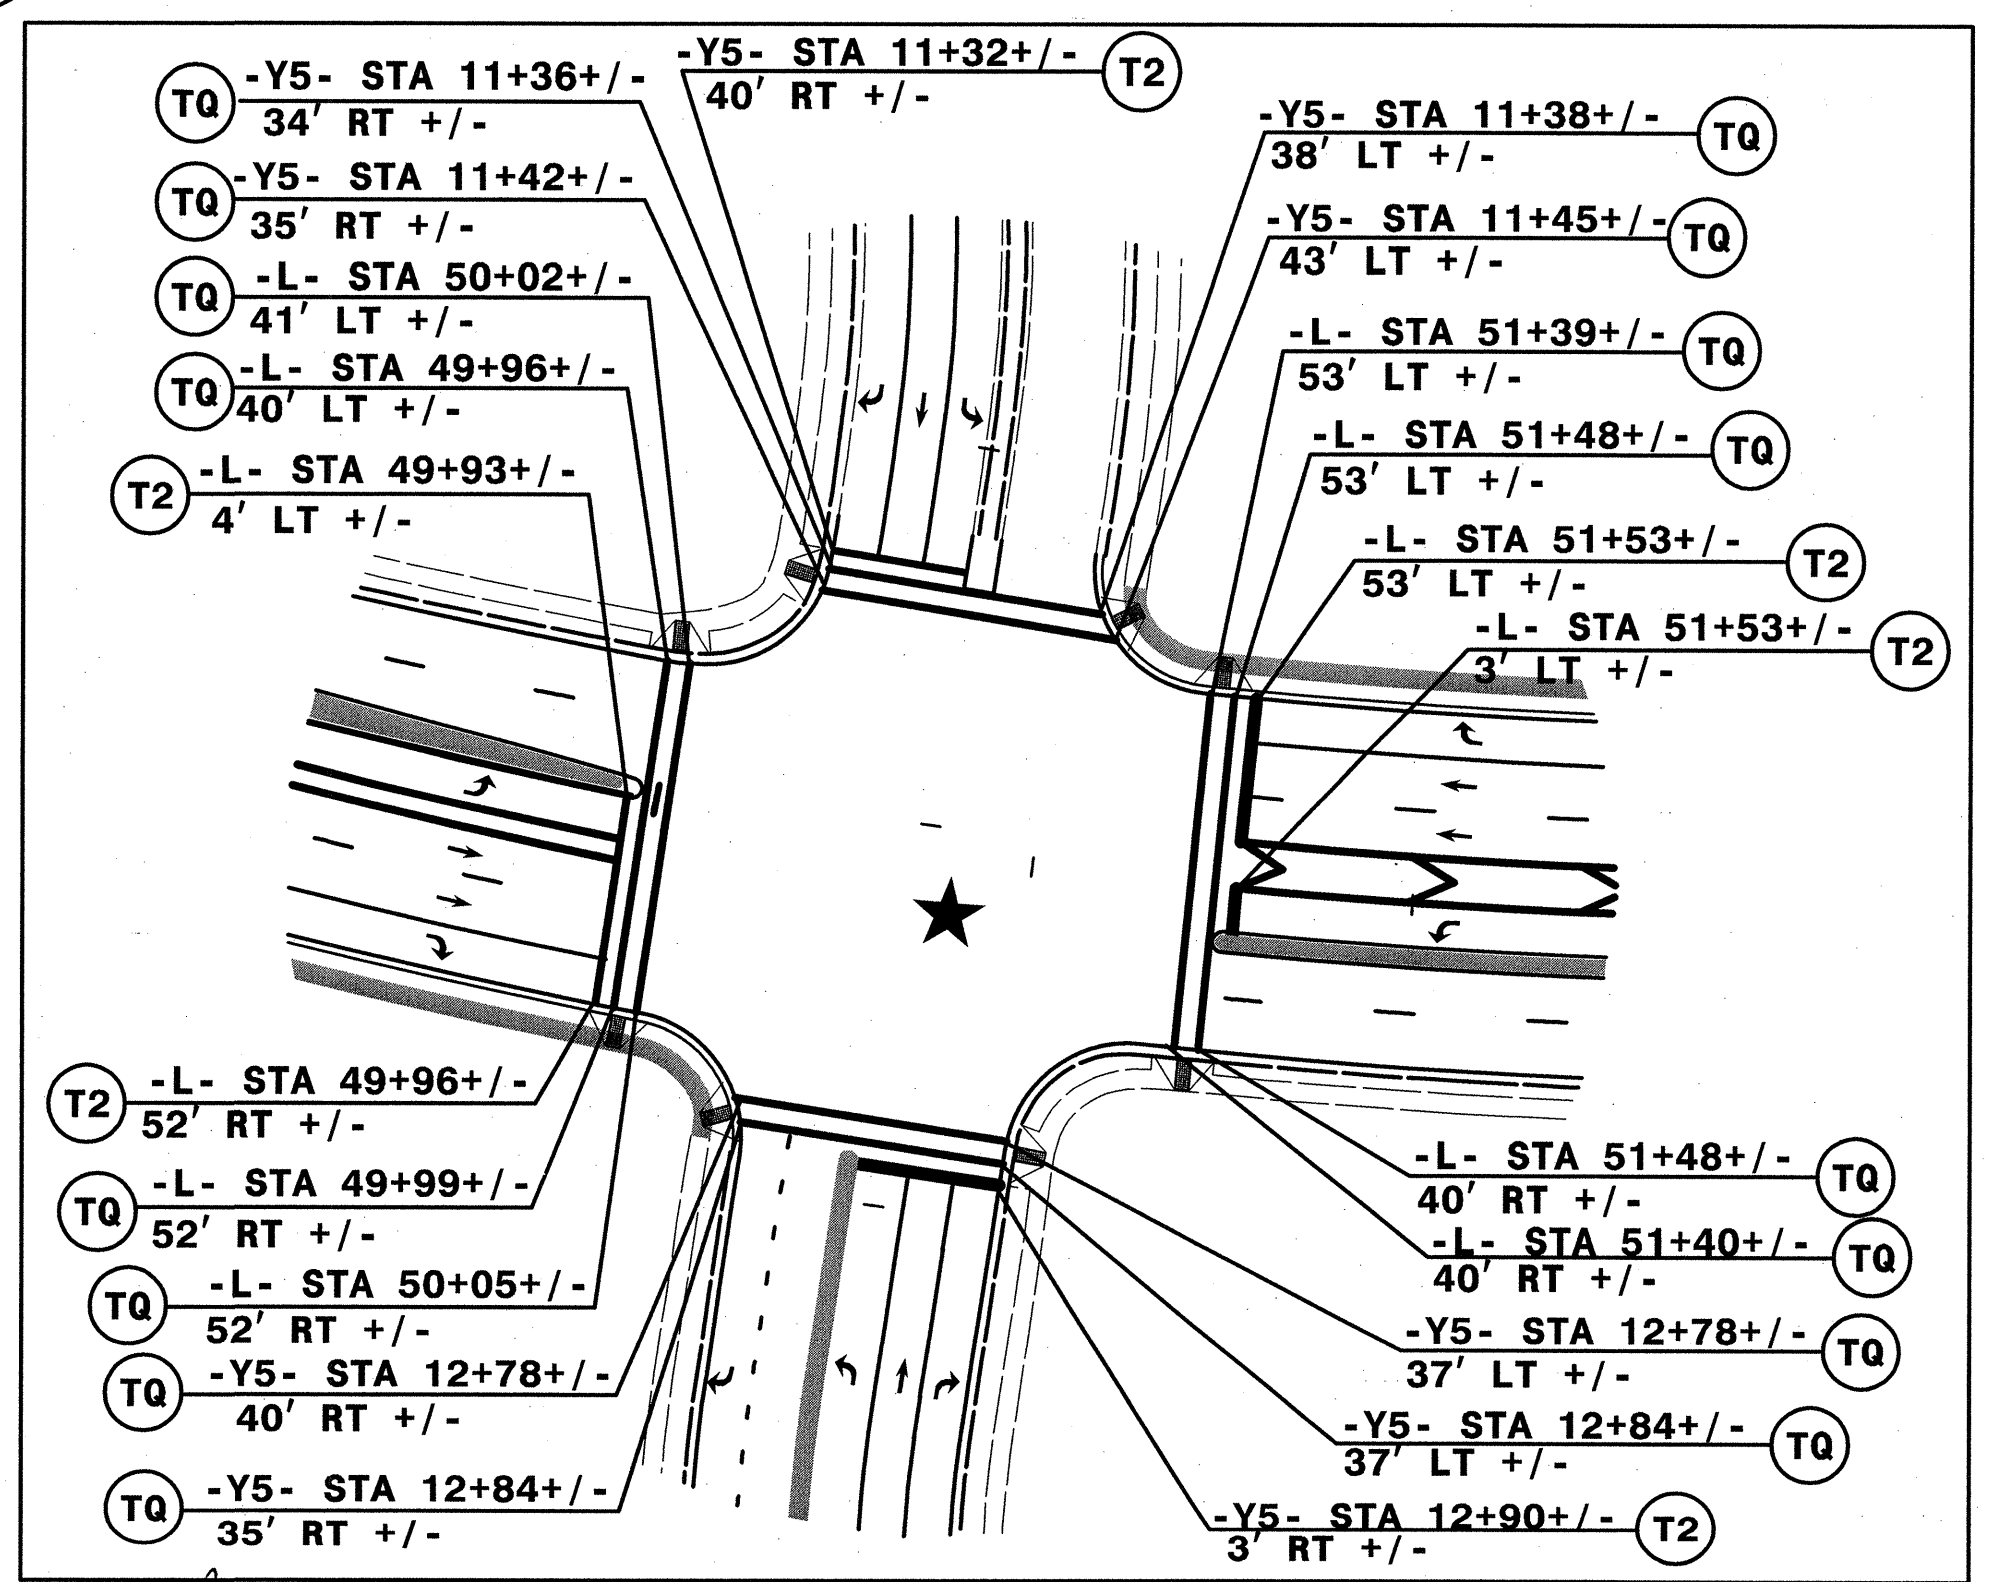 TQ -Y5- STA 11+36+/-
34' RT +/-
-Y5- STA 11+32+/- T2
40' RT +/-
TQ -Y5- STA 11+42+/-
35' RT +/-
TQ -L- STA 50+02+/-
41' LT +/-
TQ -L- STA 49+96+/-
40' LT +/-
T2 -L- STA 49+93+/-
4' LT +/-
-Y5- STA 11+38+/- TQ
38' LT +/-
-Y5- STA 11+45+/- TQ
43' LT +/-
-L- STA 51+39+/- TQ
53' LT +/-
-L- STA 51+48+/- TQ
53' LT +/-
-L- STA 51+53+/- T2
53' LT +/-
-L- STA 51+53+/- T2
3' LT +/-
T2 -L- STA 49+96+/-
52' RT +/-
TQ -L- STA 49+99+/-
52' RT +/-
TQ -L- STA 50+05+/-
52' RT +/-
TQ -Y5- STA 12+78+/-
40' RT +/-
TQ -Y5- STA 12+84+/-
35' RT +/-
-L- STA 51+48+/- TQ
40' RT +/-
-L- STA 51+40+/- TQ
40' RT +/-
-Y5- STA 12+78+/- TQ
37' LT +/-
-Y5- STA 12+84+/- TQ
37' LT +/-
-Y5- STA 12+90+/- T2
3' RT +/-